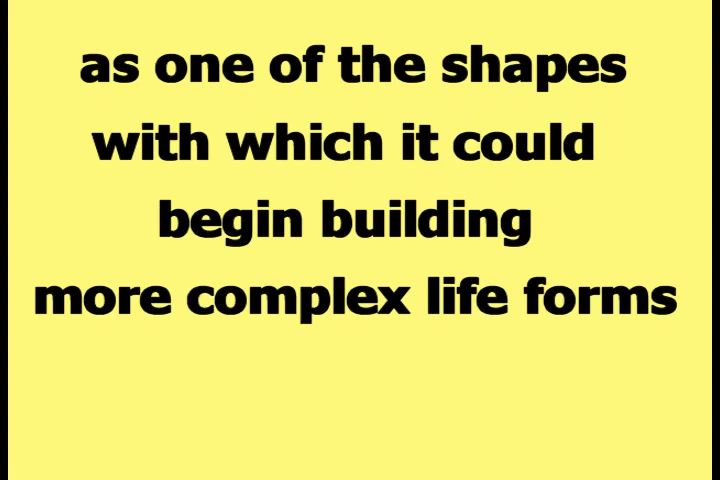 as one of the shapes
with which it could
begin building
more complex life forms